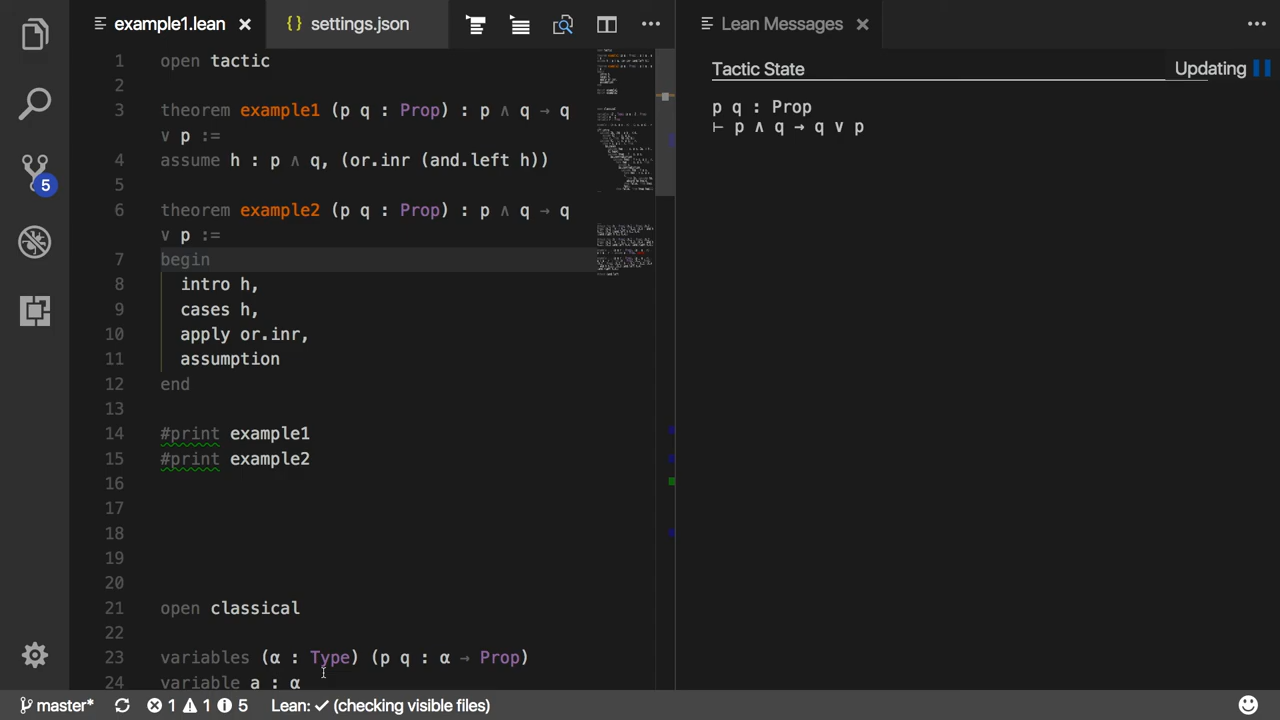 example1.lean
settings.json
Lean Messages
1 open tactic
2
3 theorem example1 (p q : Prop) : p ∧ q → q
∨ p :=
4 assume h : p ∧ q, (or.inr (and.left h))
5
6 theorem example2 (p q : Prop) : p ∧ q → q
∨ p :=
7 begin
8 intro h,
9 cases h,
10 apply or.inr,
11 assumption
12 end
13
14 #print example1
15 #print example2
16
17
18
19
20
21 open classical
22
23 variables (α : Type) (p q : α → Prop)
24 variable a : α
Tactic State
Updating
p q : Prop
⊢ p ∧ q → q ∨ p
5
master*
1 1 5
Lean: ✓ (checking visible files)